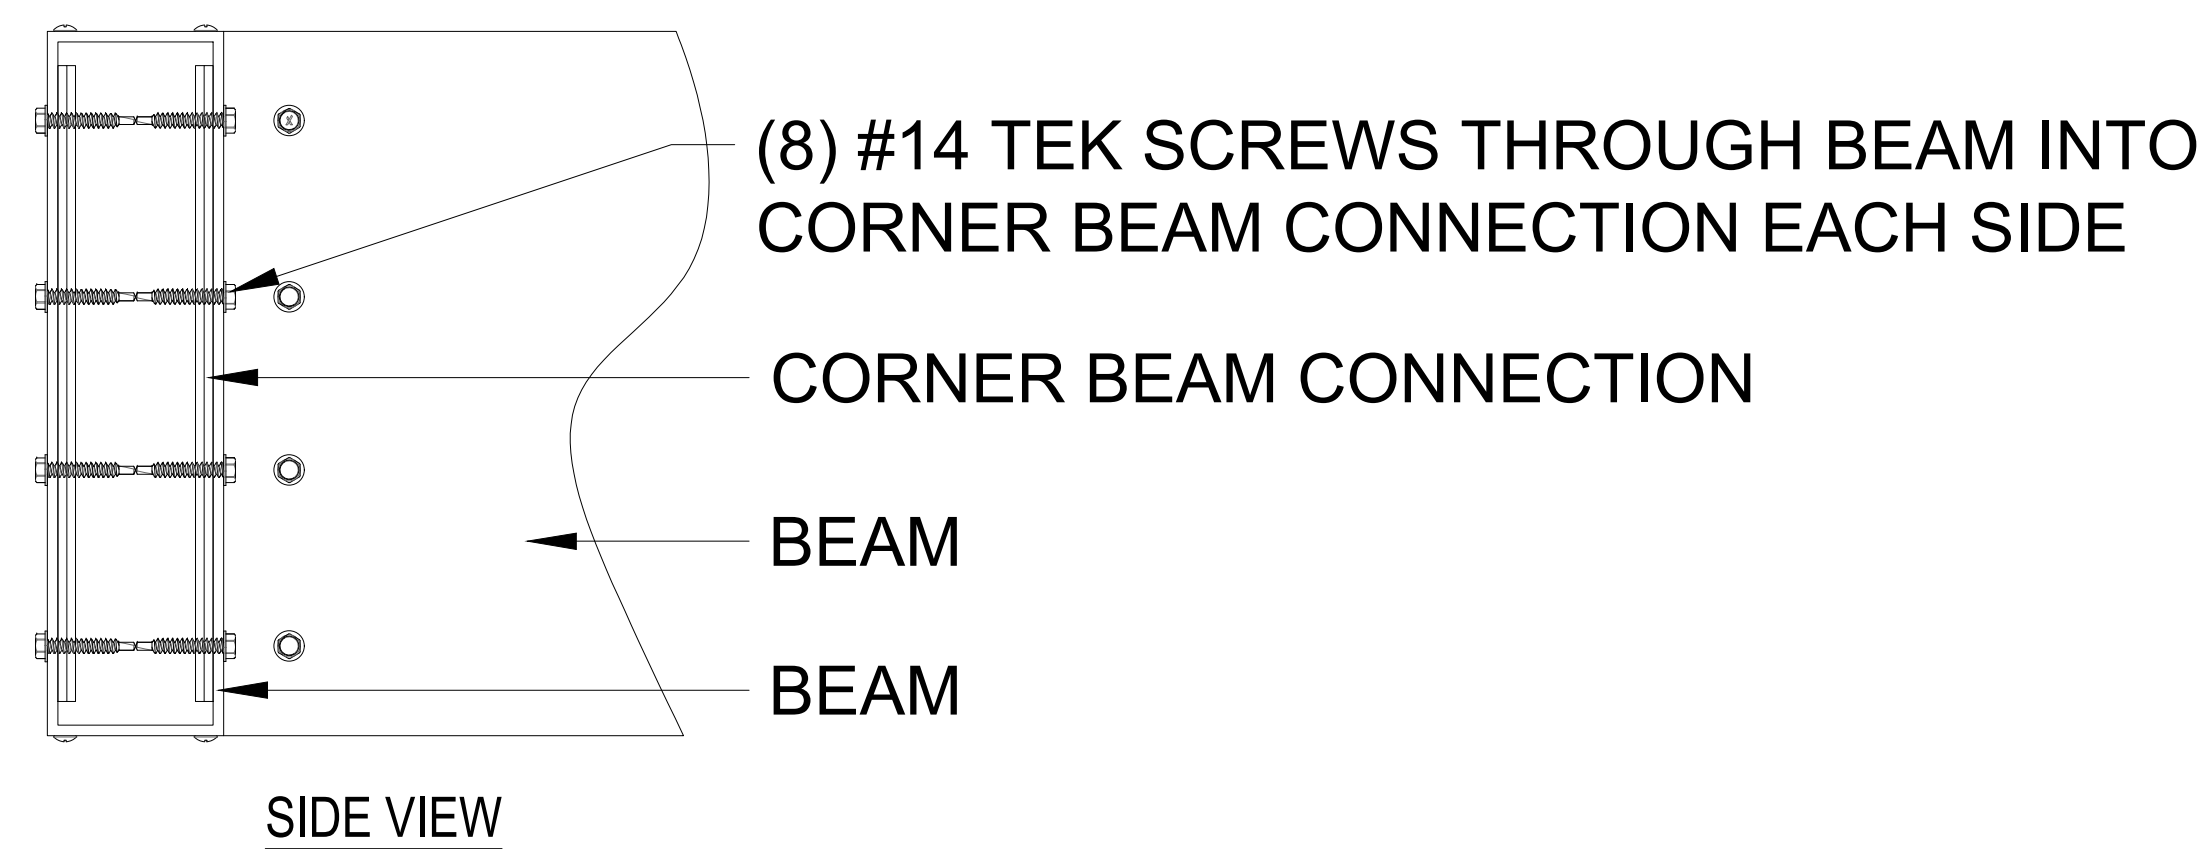 (8) #14 TEK SCREWS THROUGH BEAM INTO
CORNER BEAM CONNECTION EACH SIDE
CORNER BEAM CONNECTION
BEAM
BEAM
SIDE VIEW